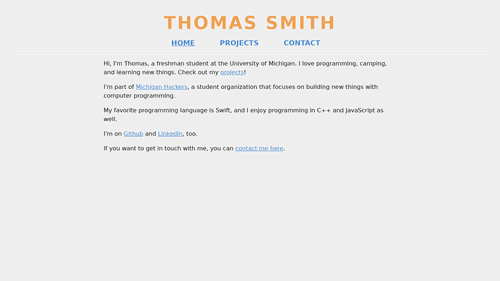 THOMAS SMITH
HOME PROJECTS CONTACT
Hi, I'm Thomas, a freshman student at the University of Michigan. I love programming, camping,
and learning new things. Check out my projects!
I'm part of Michigan Hackers, a student organization that focuses on building new things with
computer programming.
My favorite programming language is Swift, and I enjoy programming in C++ and JavaScript as
well.
I'm on Github and LinkedIn, too.
If you want to get in touch with me, you can contact me here.